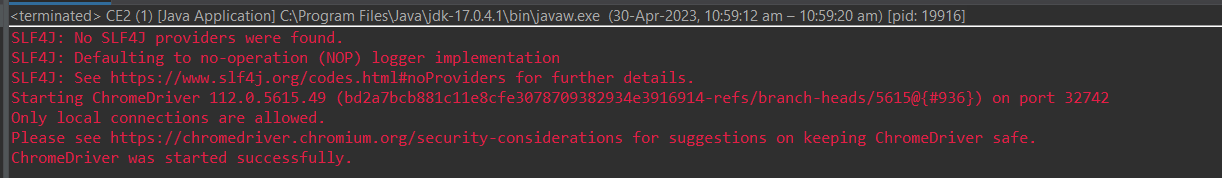 <terminated> CE2 (1) [Java Application] C:\Program Files\Java\jdk-17.0.4.1\bin\javaw.exe (30-Apr-2023, 10:59:12 am – 10:59:20 am) [pid: 19916]
SLF4J: No SLF4J providers were found.
SLF4J: Defaulting to no-operation (NOP) logger implementation
SLF4J: See https://www.slf4j.org/codes.html#noProviders for further details.
Starting ChromeDriver 112.0.5615.49 (bd2a7bcb881c11e8cfe3078709382934e3916914-refs/branch-heads/5615@{#936}) on port 32742
Only local connections are allowed.
Please see https://chromedriver.chromium.org/security-considerations for suggestions on keeping ChromeDriver safe.
ChromeDriver was started successfully.